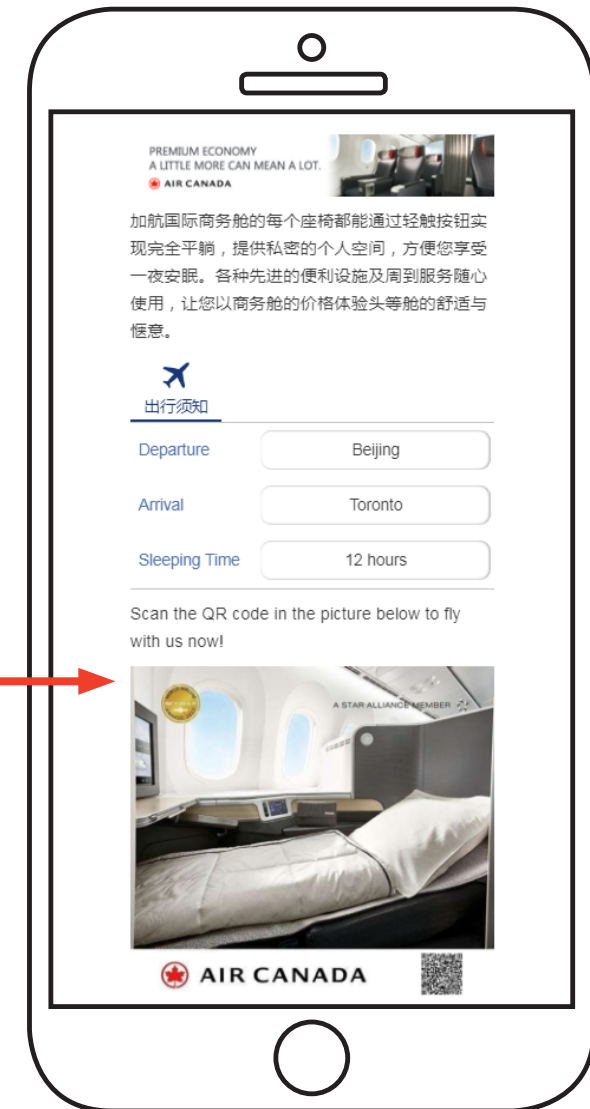 PREMIUM ECONOMY
A LITTLE MORE CAN MEAN A LOT.
AIR CANADA
加航国际商务舱的每个座椅都能通过轻触按钮实
现完全平躺，提供私密的个人空间，方便您享受
一夜安眠。各种先进的便利设施及周到服务随心
使用，让您以商务舱的价格体验头等舱的舒适与
惬意。
出行须知
Departure Beijing
Arrival Toronto
Sleeping Time 12 hours
Scan the QR code in the picture below to fly
with us now!
A STAR ALLIANCE MEMBER
AIR CANADA